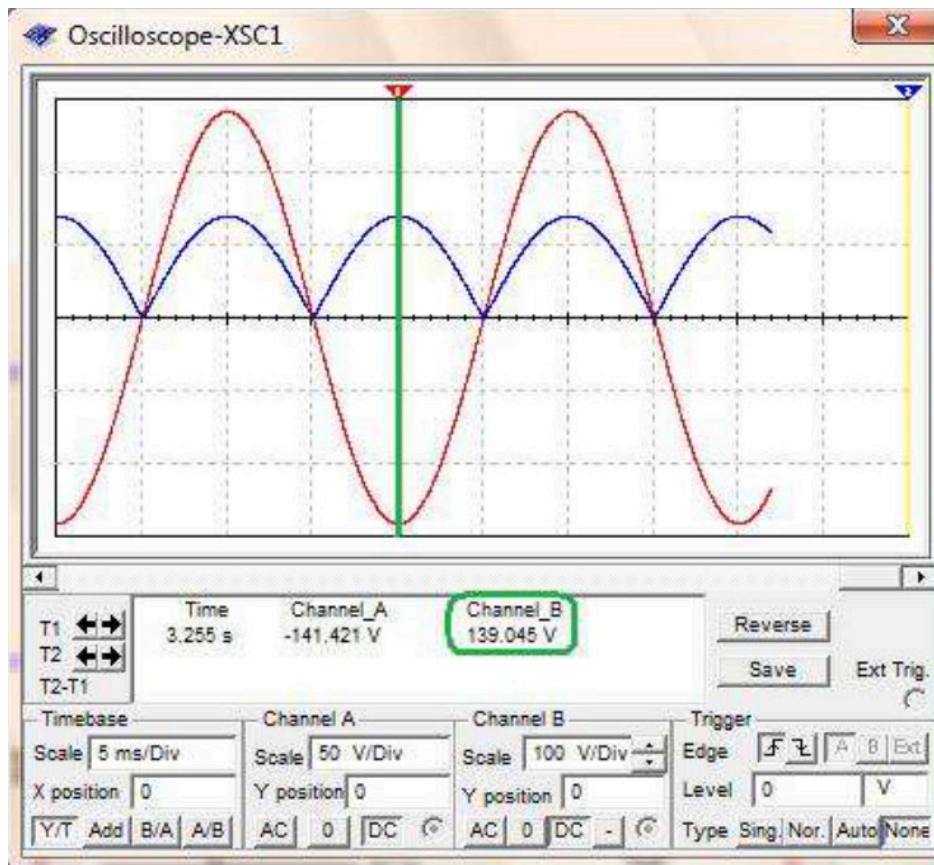 Oscilloscope-XSC1
1
2
Time Channel_A Channel_B
T1 3.255 s -141.421 V 139.045 V
T2
T2-T1
Reverse
Save Ext Trig.
Timebase Channel A Channel B Trigger
Scale 5 ms/Div Scale 50 V/Div Scale 100 V/Div Edge A B Ext
X position 0 Y position 0 Y position 0 Level 0 V
Y/T Add B/A A/B AC 0 DC AC 0 DC - Type Sing. Nor. Auto None